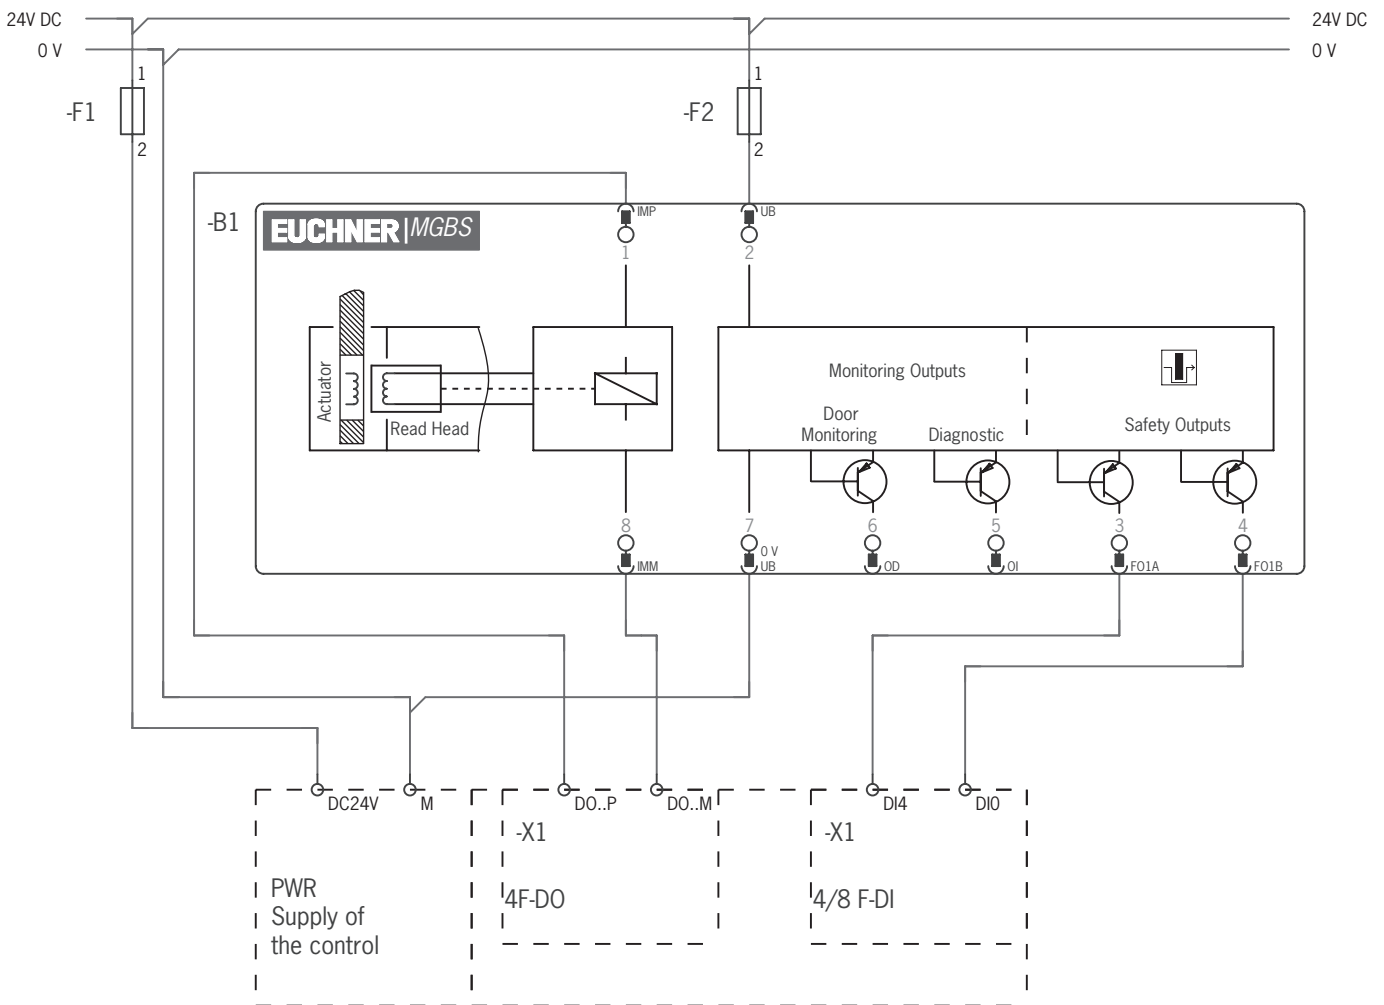 24V DC
24V DC
0 V
0 V
1
1
-F1
-F2
2
2
-B1
EUCHNER|MGBS
IMP
UB
1
2
Actuator
Read Head
Monitoring Outputs
Door
Monitoring
Diagnostic
Safety Outputs
8
7
6
5
3
4
0 V
IMM
UB
OD
OI
FO1A
FO1B
DC24V
M
DO..P
DO..M
DI4
DI0
-X1
-X1
PWR
Supply of
the control
4F-DO
4/8 F-DI